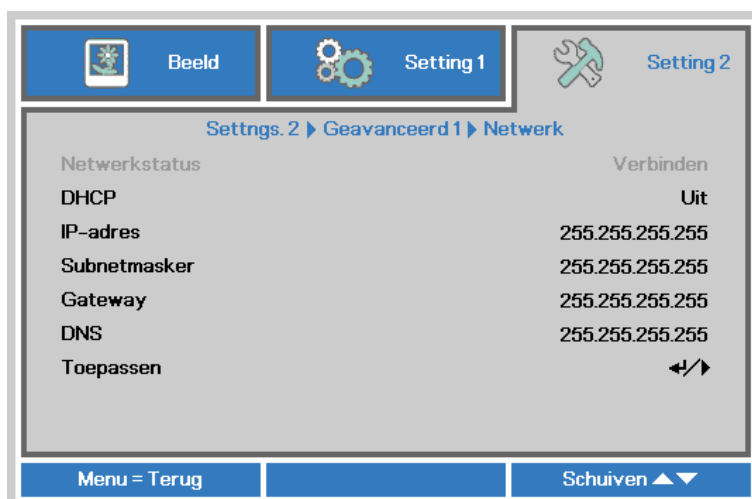 Beeld
Setting 1
Setting 2
Settngs. 2 ▶ Geavanceerd 1 ▶ Netwerk
Netwerkstatus Verbinden
DHCP Uit
IP-adres 255.255.255.255
Subnetmasker 255.255.255.255
Gateway 255.255.255.255
DNS 255.255.255.255
Toepassen ↵/▶
Menu = Terug
Schuiven ▲▼